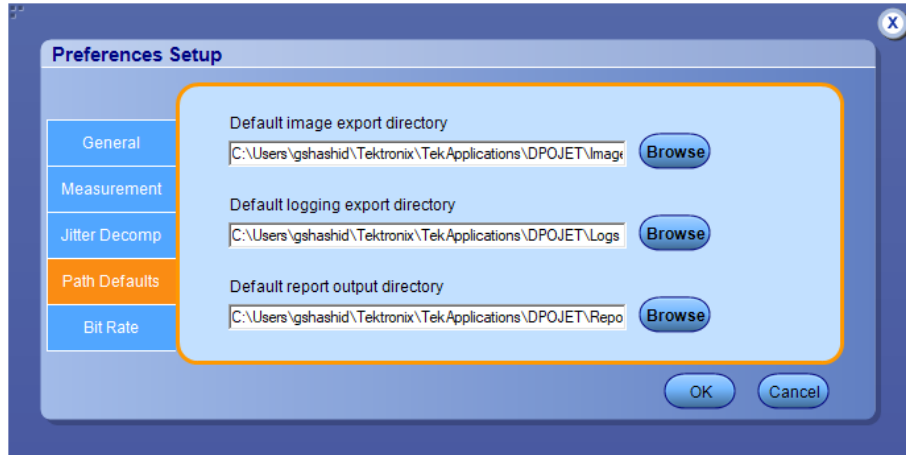 X
Preferences Setup
General
Measurement
Jitter Decomp
Path Defaults
Bit Rate
Default image export directory
C:\Users\gshashid\Tektronix\TekApplications\DPOJET\Image
Browse
Default logging export directory
C:\Users\gshashid\Tektronix\TekApplications\DPOJET\Logs
Browse
Default report output directory
C:\Users\gshashid\Tektronix\TekApplications\DPOJET\Repo
Browse
OK
Cancel